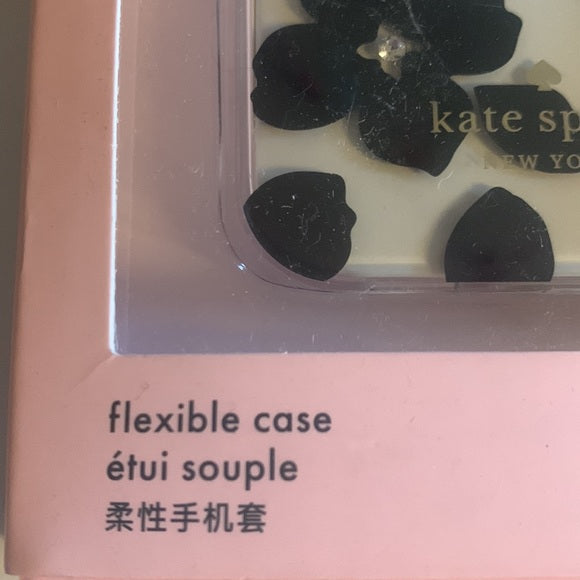 kate sp
NEW YO
flexible case
étui souple
柔性手机套